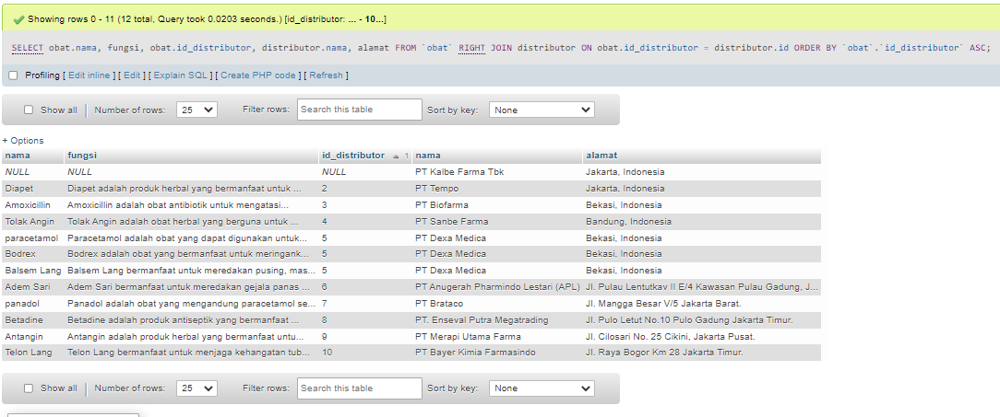 Showing rows 0 - 11 (12 total, Query took 0.0203 seconds.) [id_distributor: ... - 10...]
SELECT obat.nama, fungsi, obat.id_distributor, distributor.nama, alamat FROM `obat` RIGHT JOIN distributor ON obat.id_distributor = distributor.id ORDER BY `obat`.`id_distributor` ASC;
Profiling [ Edit inline ] [ Edit ] [ Explain SQL ] [ Create PHP code ] [ Refresh ]
Show all Number of rows: 25 Filter rows: Search this table Sort by key: None
+ Options
nama fungsi id_distributor 1 nama alamat
NULL NULL NULL PT Kalbe Farma Tbk Jakarta, Indonesia
Diapet Diapet adalah produk herbal yang bermanfaat untuk ... 2 PT Tempo Jakarta, Indonesia
Amoxicillin Amoxicillin adalah obat antibiotik untuk mengatasi... 3 PT Biofarma Bekasi, Indonesia
Tolak Angin Tolak Angin adalah obat herbal yang berguna untuk ... 4 PT Sanbe Farma Bandung, Indonesia
paracetamol Paracetamol adalah obat yang dapat digunakan untuk... 5 PT Dexa Medica Bekasi, Indonesia
Bodrex Bodrex adalah obat yang bermanfaat untuk meringank... 5 PT Dexa Medica Bekasi, Indonesia
Balsem Lang Balsem Lang bermanfaat untuk meredakan pusing, mas... 5 PT Dexa Medica Bekasi, Indonesia
Adem Sari Adem Sari bermanfaat untuk meredakan gejala panas ... 6 PT Anugerah Pharmindo Lestari (APL) Jl. Pulau Lentutkav II E/4 Kawasan Pulau Gadung, J...
panadol Panadol adalah obat yang mengandung paracetamol se... 7 PT Brataco Jl. Mangga Besar V/5 Jakarta Barat.
Betadine Betadine adalah produk antiseptik yang bermanfaat ... 8 PT. Enseval Putra Megatrading Jl. Pulo Letut No.10 Pulo Gadung Jakarta Timur.
Antangin Antangin adalah produk herbal yang bermanfaat untu... 9 PT Merapi Utama Farma Jl. Cilosari No. 25 Cikini, Jakarta Pusat.
Telon Lang Telon Lang bermanfaat untuk menjaga kehangatan tub... 10 PT Bayer Kimia Farmasindo Jl. Raya Bogor Km 28 Jakarta Timur.
Show all Number of rows: 25 Filter rows: Search this table Sort by key: None